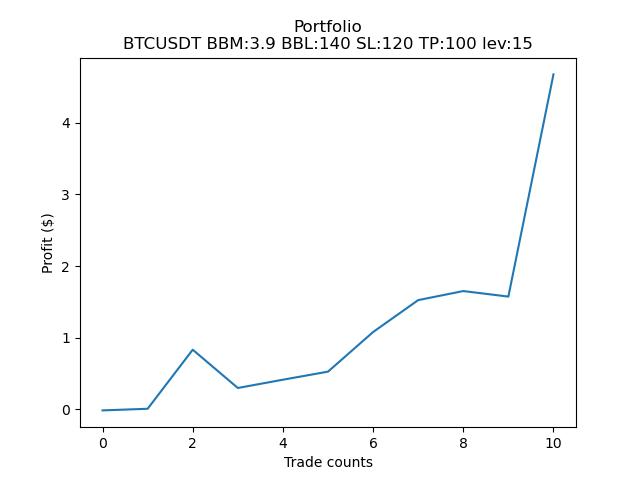 Portfolio
BTCUSDT BBM:3.9 BBL:140 SL:120 TP:100 lev:15
4
3
2
1
0
Profit ($)
0 2 4 6 8 10
Trade counts